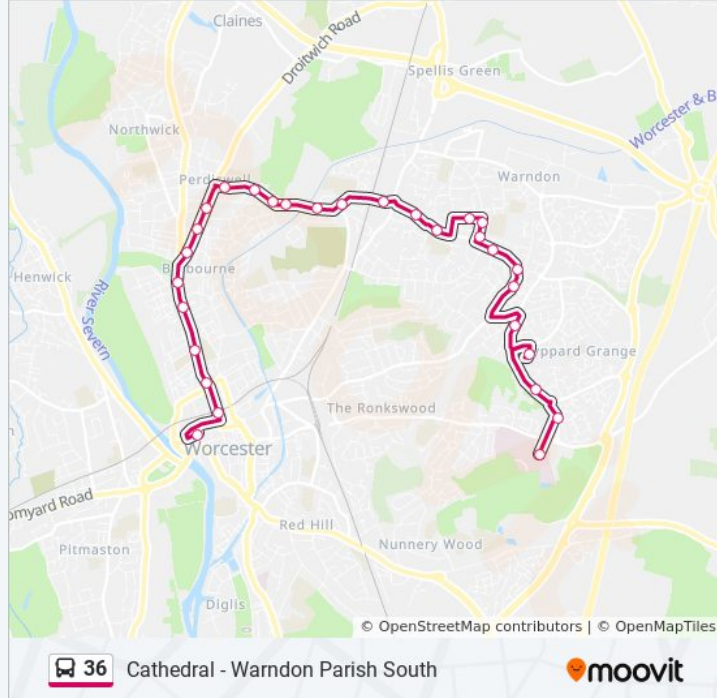 Claines
Droitwich Road
Spellis Green
Worcester & B
Northwick
Perdiswell
Warndon
Henwick
Barbourne
River Severn
yppard Grange
The Ronkswood
Worcester
omyard Road
Red Hill
Nunnery Wood
Pitmaston
Diglis
© OpenStreetMap contributors | © OpenMapTiles
36 Cathedral - Warndon Parish South moovit